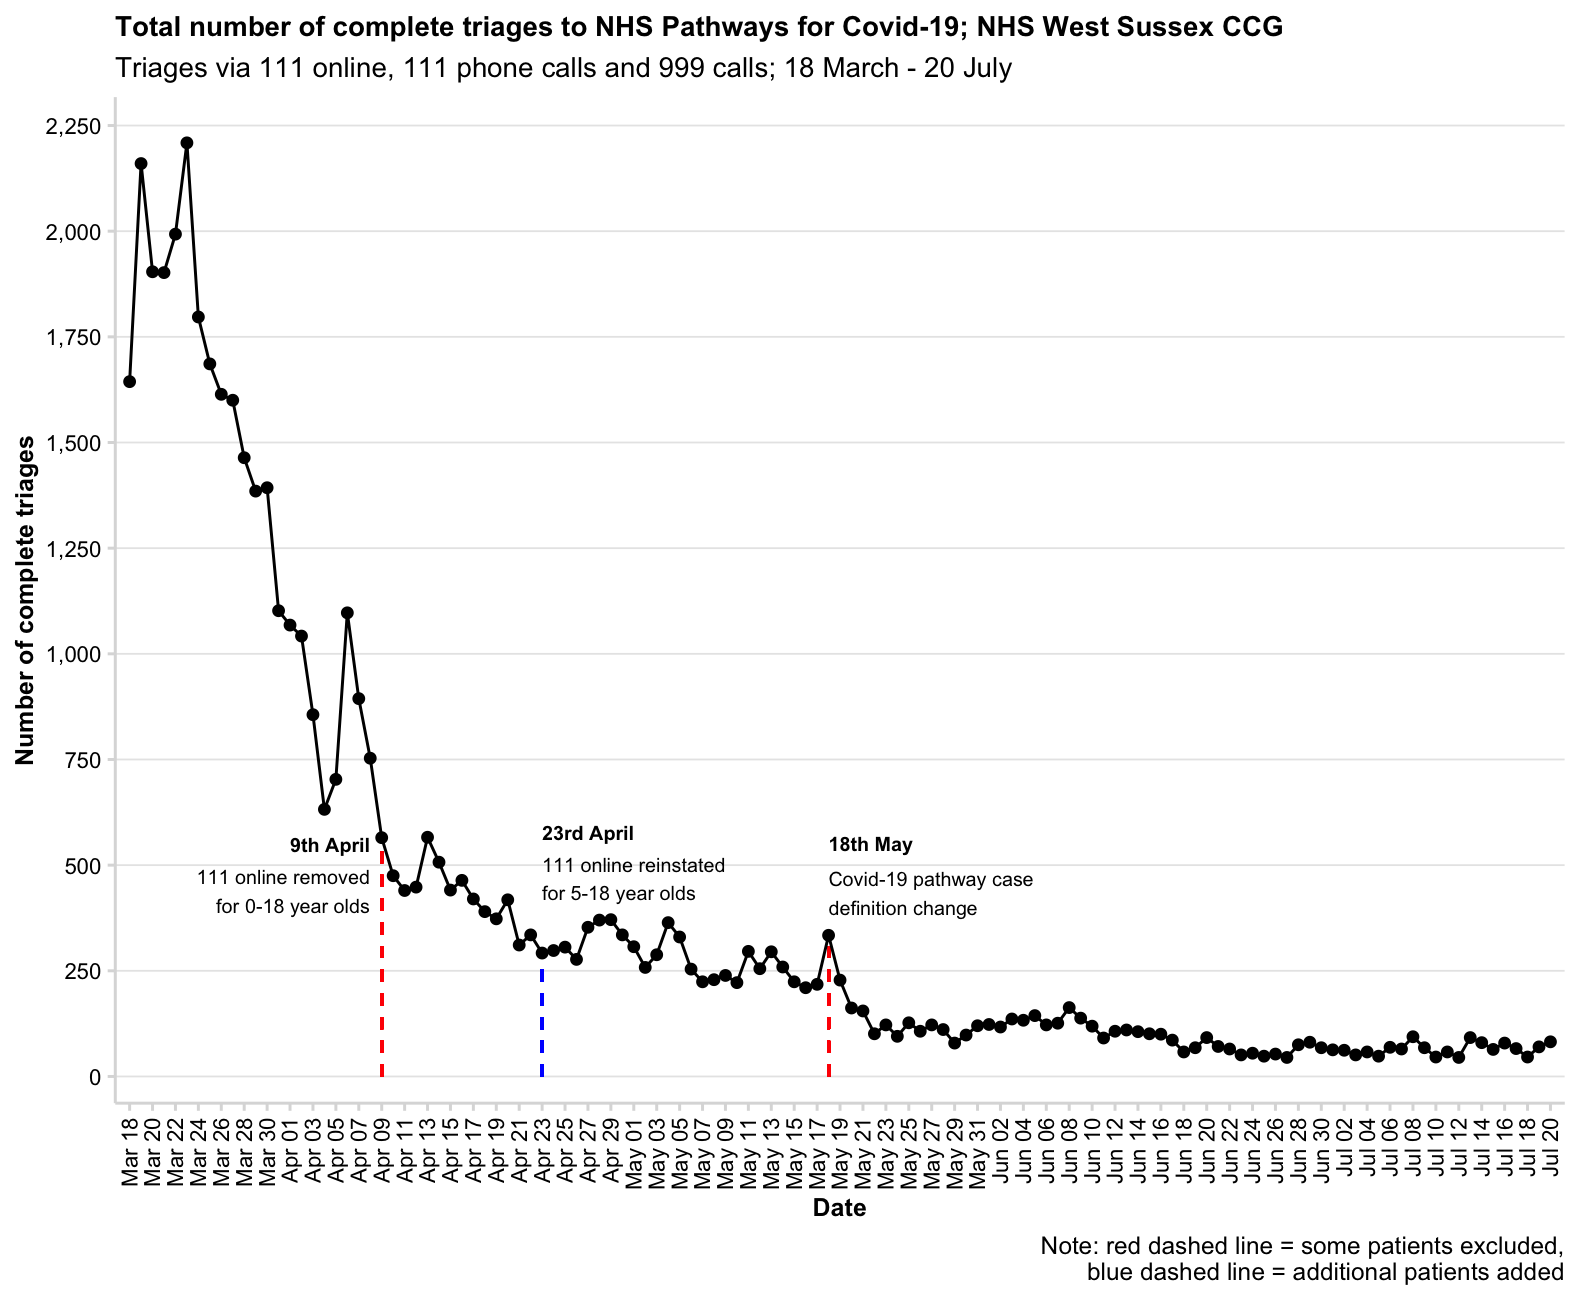 Total number of complete triages to NHS Pathways for Covid-19; NHS West Sussex CCG
Triages via 111 online, 111 phone calls and 999 calls; 18 March - 20 July
Number of complete triages
2,250
2,000
1,750
1,500
1,250
1,000
750
500
250
0
9th April
111 online removed
for 0-18 year olds
23rd April
111 online reinstated
for 5-18 year olds
18th May
Covid-19 pathway case
definition change
Mar 18
Mar 20
Mar 22
Mar 24
Mar 26
Mar 28
Mar 30
Apr 01
Apr 03
Apr 05
Apr 07
Apr 09
Apr 11
Apr 13
Apr 15
Apr 17
Apr 19
Apr 21
Apr 23
Apr 25
Apr 27
Apr 29
May 01
May 03
May 05
May 07
May 09
May 11
May 13
May 15
May 17
May 19
May 21
May 23
May 25
May 27
May 29
May 31
Jun 02
Jun 04
Jun 06
Jun 08
Jun 10
Jun 12
Jun 14
Jun 16
Jun 18
Jun 20
Jun 22
Jun 24
Jun 26
Jun 28
Jun 30
Jul 02
Jul 04
Jul 06
Jul 08
Jul 10
Jul 12
Jul 14
Jul 16
Jul 18
Jul 20
Date
Note: red dashed line = some patients excluded,
blue dashed line = additional patients added